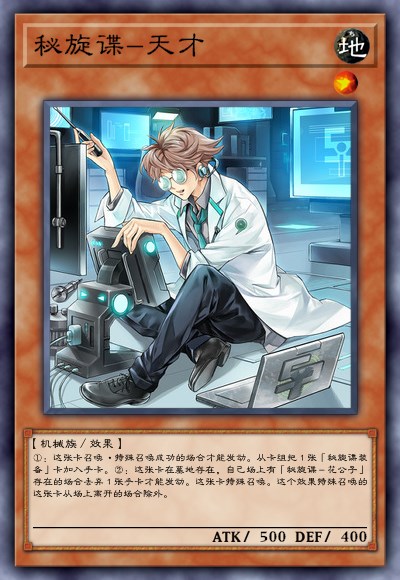 秘旋谍-天才
地
【机械族/效果】
①：这张卡召唤·特殊召唤成功的场合才能发动。从卡组把1张「秘旋谍装
备」卡加入手卡。②：这张卡在墓地存在，自己场上有「秘旋谍-花公子」
存在的场合丢弃1张手卡才能发动。这张卡特殊召唤。这个效果特殊召唤的
这张卡从场上离开的场合除外。
ATK/ 500 DEF/ 400